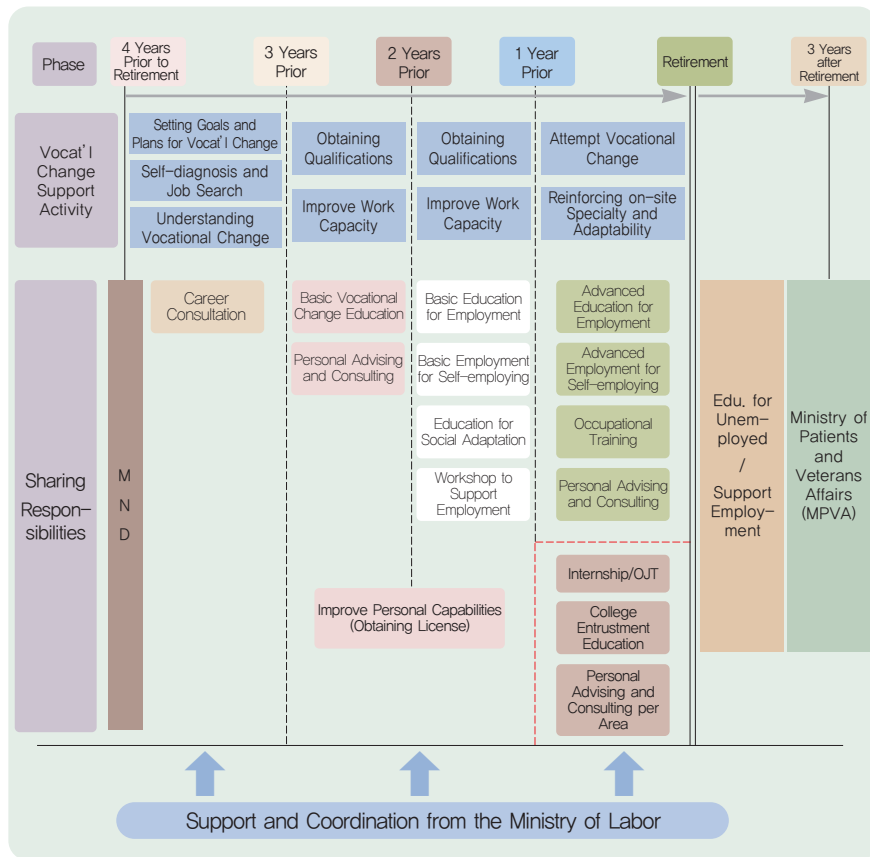 Phase
4 Years
Prior to
Retirement
3 Years
Prior
2 Years
Prior
1 Year
Prior
Retirement
3 Years
after
Retirement
Vocat'l
Change
Support
Activity
Setting Goals and
Plans for Vocat'l Change
Self-diagnosis and
Job Search
Understanding
Vocational Change
Obtaining
Qualifications
Improve Work
Capacity
Obtaining
Qualifications
Improve Work
Capacity
Attempt Vocational
Change
Reinforcing on-site
Specialty and
Adaptability
Sharing
Respon-
sibilities
M
N
D
Career
Consultation
Basic Vocational
Change Education
Personal Advising
and Consulting
Basic Education
for Employment
Basic Employment
for Self-employing
Education for
Social Adaptation
Workshop to
Support
Employment
Improve Personal Capabilities
(Obtaining License)
Advanced
Education for
Employment
Advanced
Employment for
Self-employing
Occupational
Training
Personal Advising
and Consulting
Internship/OJT
College
Entrustment
Education
Personal
Advising and
Consulting per
Area
Edu. for
Unem-
ployed
/
Support
Employ-
ment
Ministry of
Patients
and
Veterans
Affairs
(MPVA)
Support and Coordination from the Ministry of Labor